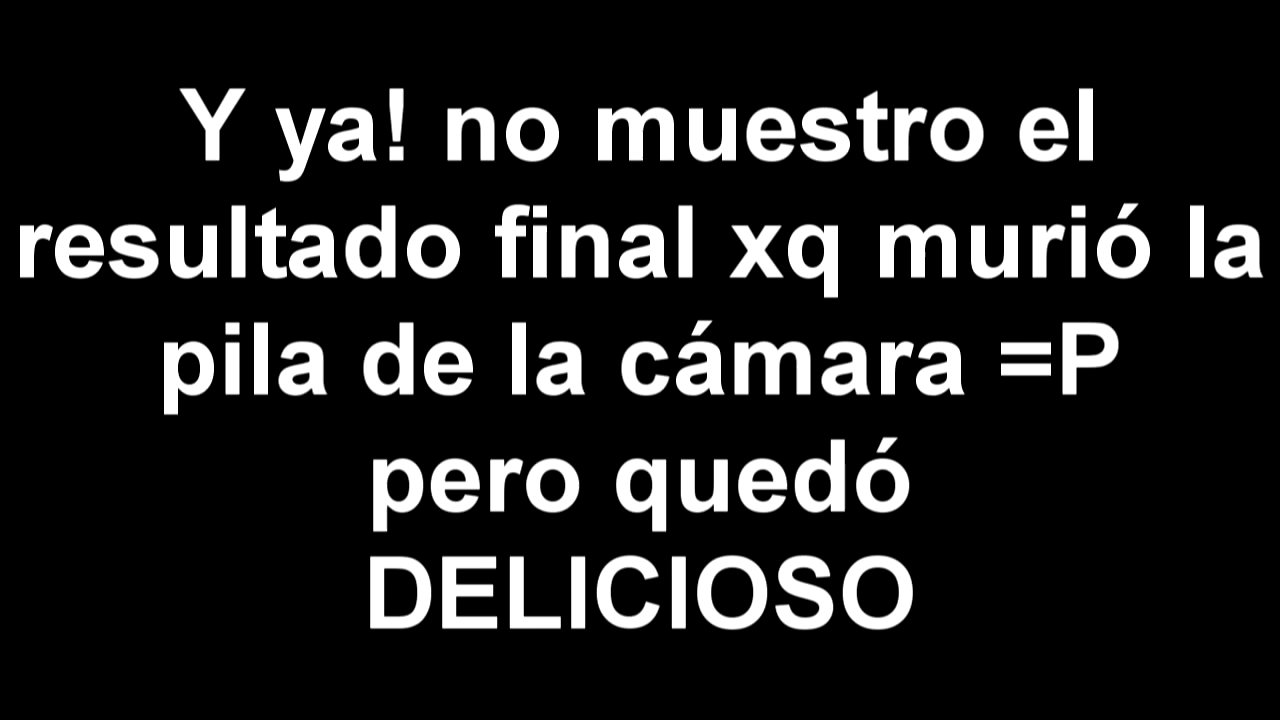 Y ya! no muestro el
resultado final xq murió la
pila de la cámara =P
pero quedó
DELICIOSO